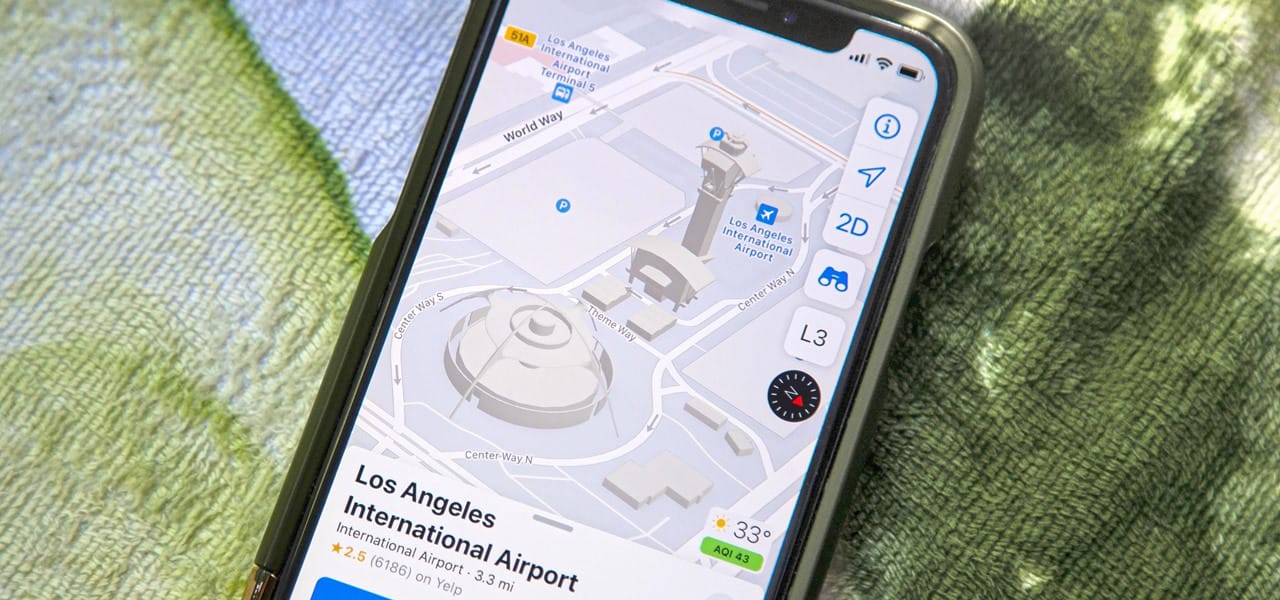 51A
Los Angeles
International
Airport
Terminal 5
World Way
P
P
Los Angeles
International
Airport
2D
L3
N
Center Way S
Theme Way
Center Way N
Center Way N
Los Angeles
International Airport
International Airport · 3.3 mi
★2.5 (6186) on Yelp
33°
AQI 43